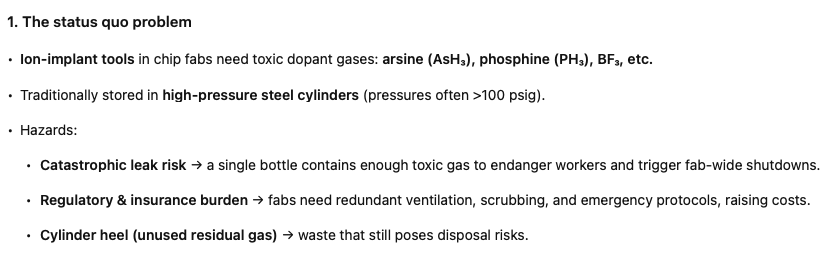 1. The status quo problem
• Ion-implant tools in chip fabs need toxic dopant gases: arsine (AsH₃), phosphine (PH₃), BF₃, etc.
• Traditionally stored in high-pressure steel cylinders (pressures often >100 psig).
• Hazards:
• Catastrophic leak risk → a single bottle contains enough toxic gas to endanger workers and trigger fab-wide shutdowns.
• Regulatory & insurance burden → fabs need redundant ventilation, scrubbing, and emergency protocols, raising costs.
• Cylinder heel (unused residual gas) → waste that still poses disposal risks.